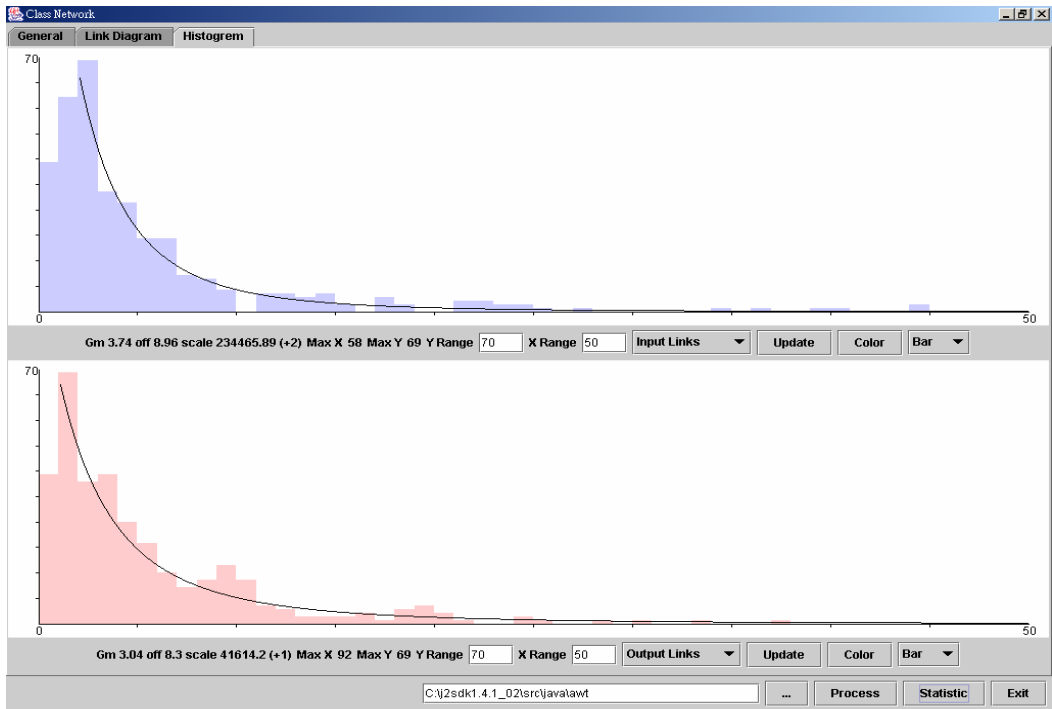 Class Network
General Link Diagram Histogrem
70
0 50
Gm 3.74 off 8.96 scale 234465.89 (+2) Max X 58 Max Y 69 Y Range 70 X Range 50 Input Links Update Color Bar
70
0 50
Gm 3.04 off 8.3 scale 41614.2 (+1) Max X 92 Max Y 69 Y Range 70 X Range 50 Output Links Update Color Bar
C:\j2sdk1.4.1_02\src\java\awt ... Process Statistic Exit